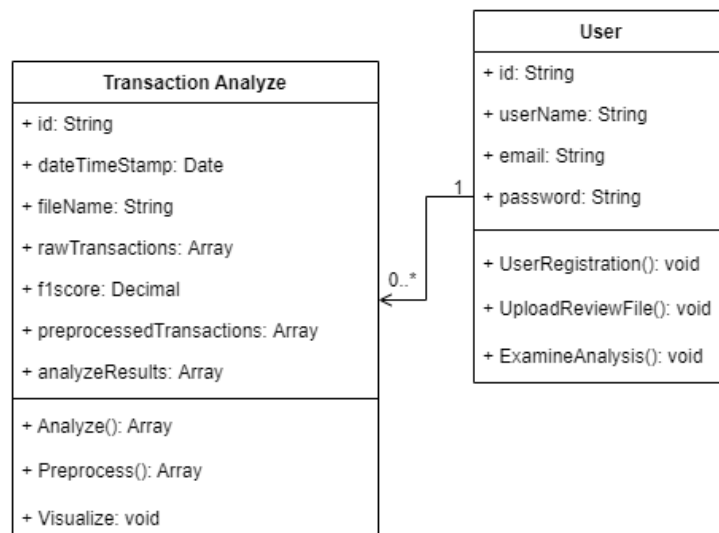 Transaction Analyze
+ id: String
+ dateTimeStamp: Date
+ fileName: String
+ rawTransactions: Array
+ f1score: Decimal
+ preprocessedTransactions: Array
+ analyzeResults: Array
+ Analyze(): Array
+ Preprocess(): Array
+ Visualize: void
0..*
1
User
+ id: String
+ userName: String
+ email: String
+ password: String
+ UserRegistration(): void
+ UploadReviewFile(): void
+ ExamineAnalysis(): void